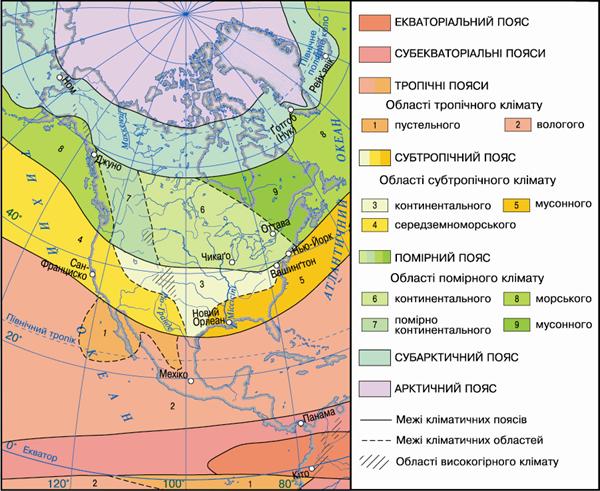 Північне
полярне коло
Рейк'явік
Ном
Маккензі
Готгоб
(Нук)
ОКЕАН
8
8
Джуно
ТИХИЙ
7
6
9
Оттава
40°
4
Чикаго
Нью-Йорк
Вашингтон
АТЛАНТИЧНИЙ
Сан-
Франциско
3
5
Ріо-Гранде
Міссісіпі
Новий
Орлеан
Північний тропік
1
1
20°
ОКЕАН
Мехіко
2
Панама
0°
Екватор
Кіто
120°
2
100°
80°
1
ЕКВАТОРІАЛЬНИЙ ПОЯС
СУБЕКВАТОРІАЛЬНІ ПОЯСИ
ТРОПІЧНІ ПОЯСИ
Області тропічного клімату
1 пустельного 2 вологого
СУБТРОПІЧНИЙ ПОЯС
Області субтропічного клімату
3 континентального 5 мусонного
4 середземноморського
ПОМІРНИЙ ПОЯС
Області помірного клімату
6 континентального 8 морського
7 помірно
континентального 9 мусонного
СУБАРКТИЧНИЙ ПОЯС
АРКТИЧНИЙ ПОЯС
Межі кліматичних поясів
Межі кліматичних областей
Області високогірного клімату